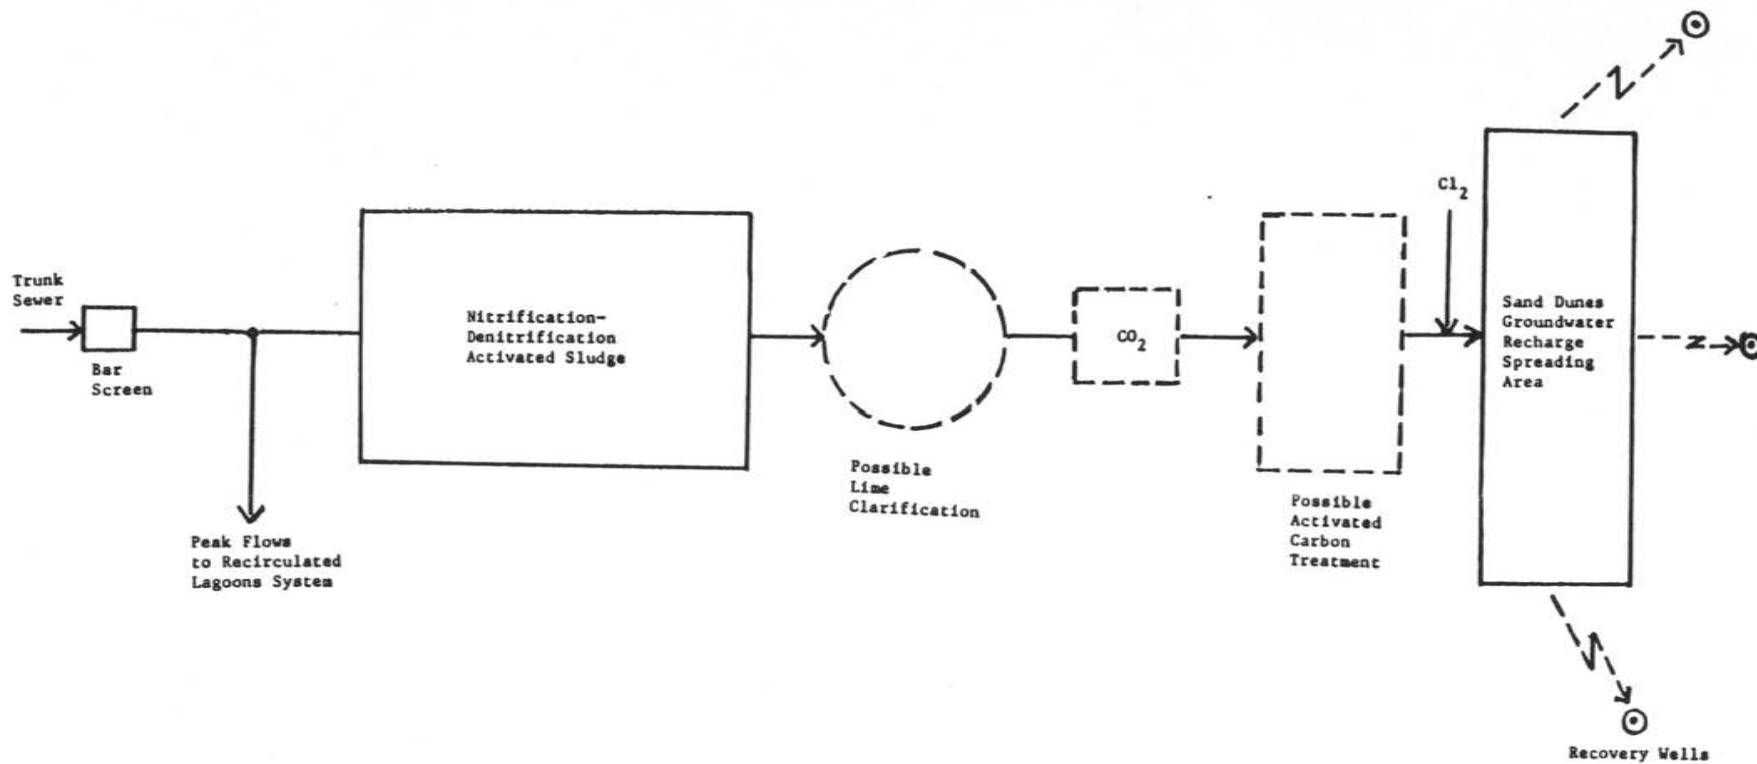 Trunk
Sewer
Bar
Screen
Peak Flows
to Recirculated
Lagoons System
Nitrification-
Denitrification
Activated Sludge
Possible
Lime
Clarification
CO2
Possible
Activated
Carbon
Treatment
Cl2
Sand Dunes
Groundwater
Recharge
Spreading
Area
Recovery Wells